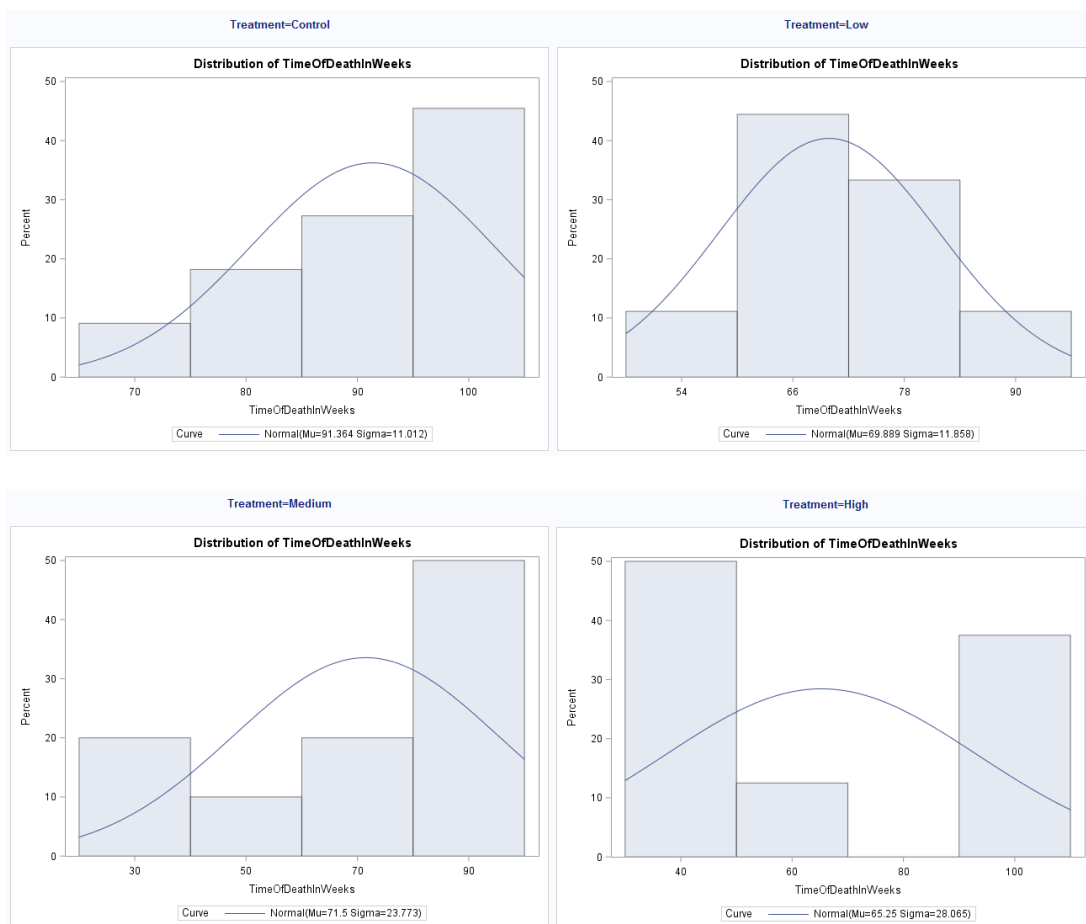 Treatment=Control
Distribution of TimeOfDeathInWeeks
50
40
30
20
10
0
Percent
70 80 90 100
TimeOfDeathInWeeks
Curve Normal(Mu=91.364 Sigma=11.012)
Treatment=Low
Distribution of TimeOfDeathInWeeks
50
40
30
20
10
0
Percent
54 66 78 90
TimeOfDeathInWeeks
Curve Normal(Mu=69.889 Sigma=11.858)
Treatment=Medium
Distribution of TimeOfDeathInWeeks
50
40
30
20
10
0
Percent
30 50 70 90
TimeOfDeathInWeeks
Curve Normal(Mu=71.5 Sigma=23.773)
Treatment=High
Distribution of TimeOfDeathInWeeks
50
40
30
20
10
0
Percent
40 60 80 100
TimeOfDeathInWeeks
Curve Normal(Mu=65.25 Sigma=28.065)